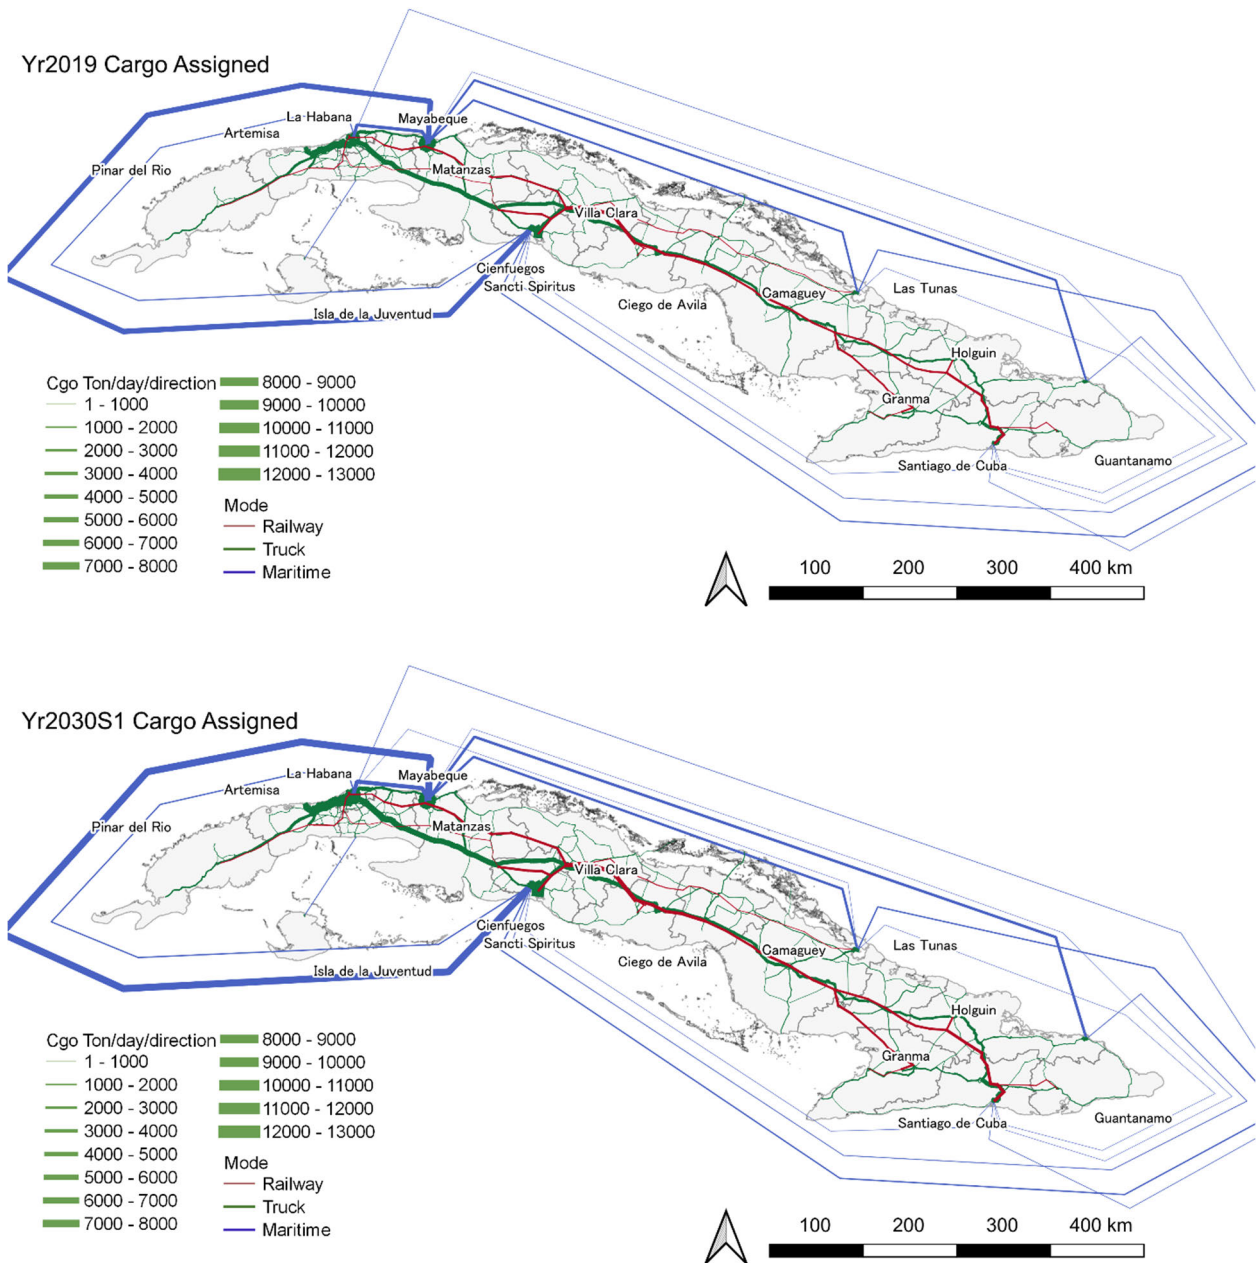 Yr2019 Cargo Assigned
La Habana
Mayabeque
Artemisa
Pinar del Rio
Matanzas
Villa Clara
Cienfuegos
Sancti Spiritus
Isla de la Juventud
Ciego de Avila
Camaguey
Las Tunas
Holguin
Granma
Santiago de Cuba
Guantanamo
Cgo Ton/day/direction
1 - 1000
1000 - 2000
2000 - 3000
3000 - 4000
4000 - 5000
5000 - 6000
6000 - 7000
7000 - 8000
8000 - 9000
9000 - 10000
10000 - 11000
11000 - 12000
12000 - 13000
Mode
Railway
Truck
Maritime
100 200 300 400 km
Yr2030S1 Cargo Assigned
La Habana
Mayabeque
Artemisa
Pinar del Rio
Matanzas
Villa Clara
Cienfuegos
Sancti Spiritus
Isla de la Juventud
Ciego de Avila
Camaguey
Las Tunas
Holguin
Granma
Santiago de Cuba
Guantanamo
Cgo Ton/day/direction
1 - 1000
1000 - 2000
2000 - 3000
3000 - 4000
4000 - 5000
5000 - 6000
6000 - 7000
7000 - 8000
8000 - 9000
9000 - 10000
10000 - 11000
11000 - 12000
12000 - 13000
Mode
Railway
Truck
Maritime
100 200 300 400 km